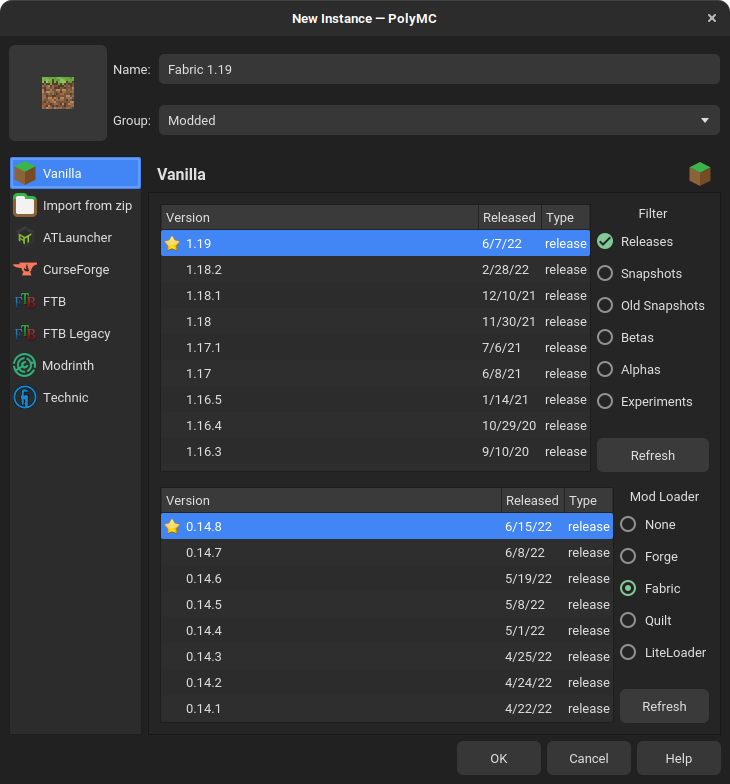 New Instance — PolyMC
Name: Fabric 1.19
Group: Modded
Vanilla
Import from zip
ATLauncher
CurseForge
FTB
FTB Legacy
Modrinth
Technic
Vanilla
Version Released Type
1.19 6/7/22 release
1.18.2 2/28/22 release
1.18.1 12/10/21 release
1.18 11/30/21 release
1.17.1 7/6/21 release
1.17 6/8/21 release
1.16.5 1/14/21 release
1.16.4 10/29/20 release
1.16.3 9/10/20 release
Filter
Releases
Snapshots
Old Snapshots
Betas
Alphas
Experiments
Refresh
Version Released Type
0.14.8 6/15/22 release
0.14.7 6/8/22 release
0.14.6 5/19/22 release
0.14.5 5/8/22 release
0.14.4 5/1/22 release
0.14.3 4/25/22 release
0.14.2 4/24/22 release
0.14.1 4/22/22 release
Mod Loader
None
Forge
Fabric
Quilt
LiteLoader
Refresh
OK Cancel Help